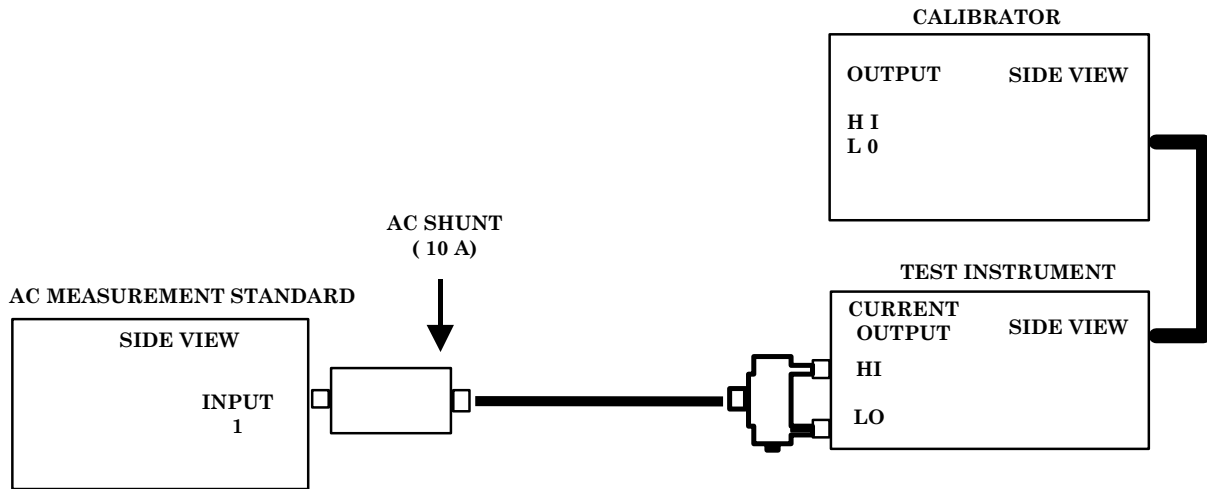 CALIBRATOR
OUTPUT SIDE VIEW
H I
L 0
AC SHUNT
( 10 A)
TEST INSTRUMENT
AC MEASUREMENT STANDARD
CURRENT
OUTPUT SIDE VIEW
SIDE VIEW
HI
INPUT
1
LO